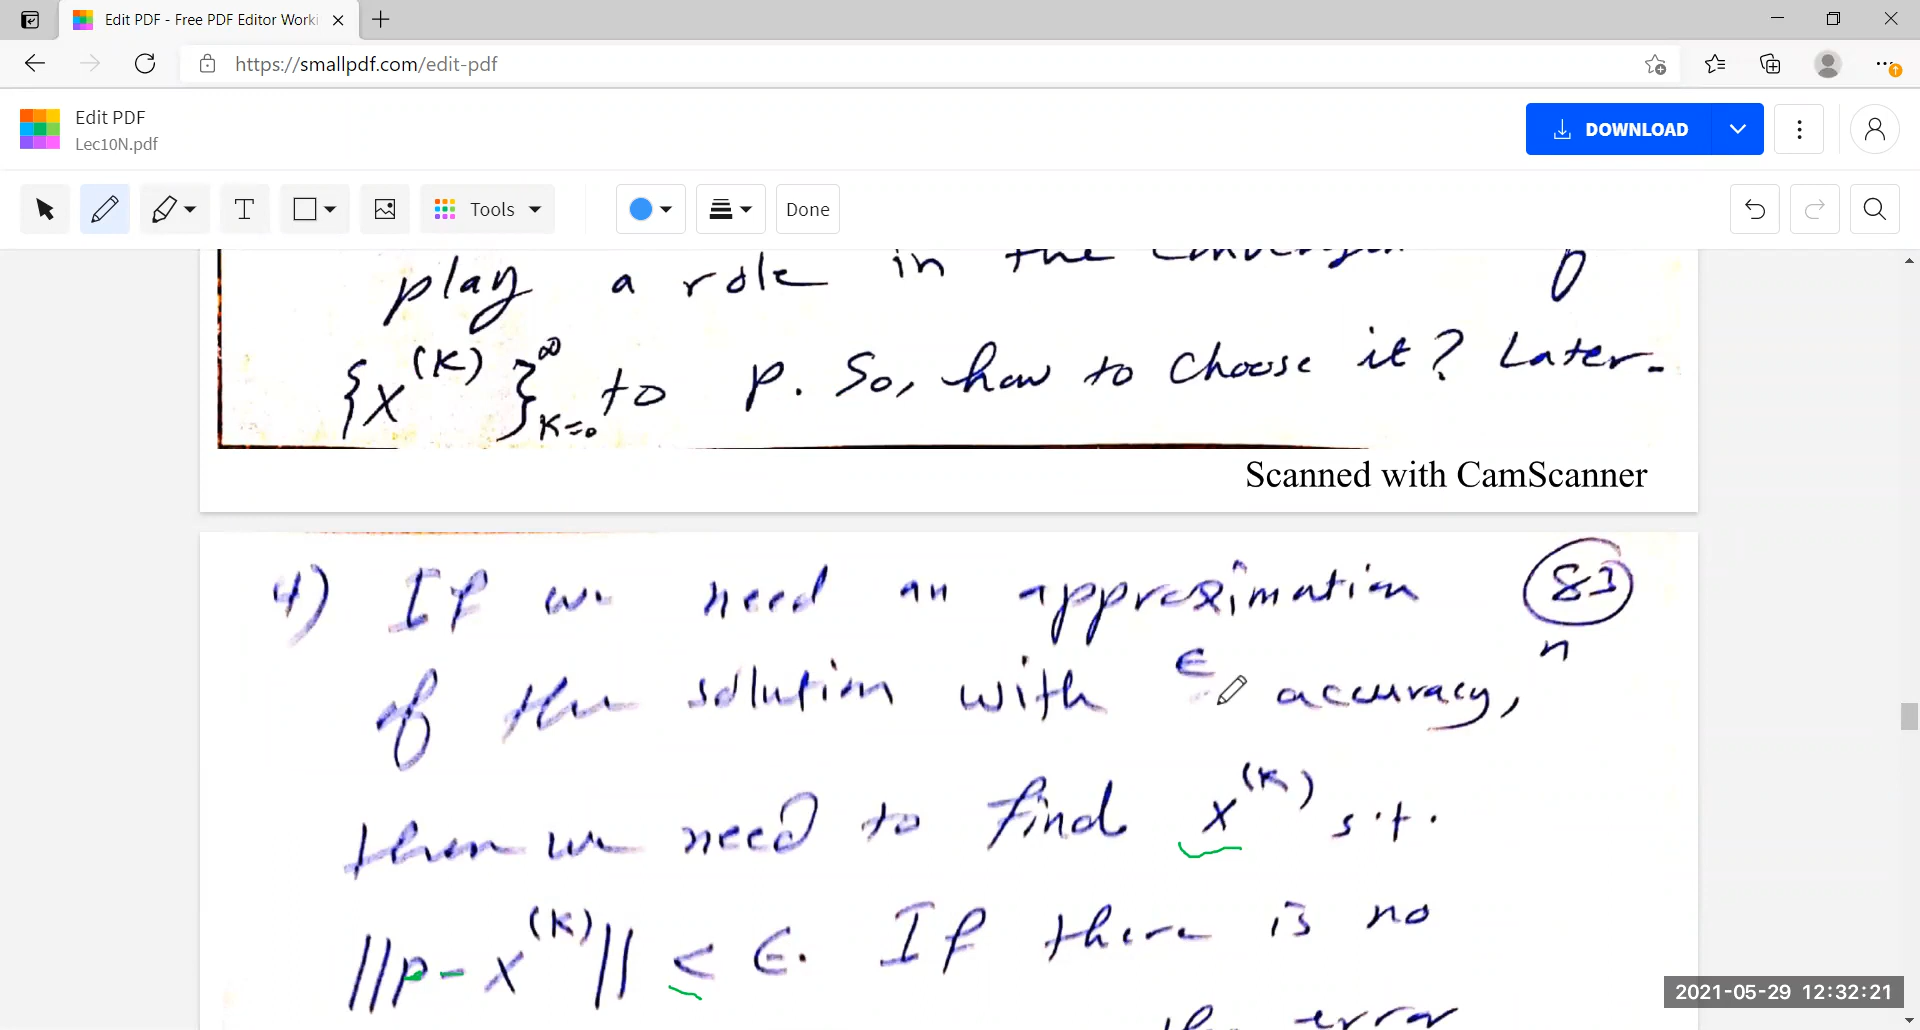 Edit PDF - Free PDF Editor Worki
https://smallpdf.com/edit-pdf
Edit PDF
Lec10N.pdf
DOWNLOAD
T
Tools
Done
play a role in the
{x^(K)}^∞_K=0 to p. So, how to choose it? Later.
Scanned with CamScanner
4) If we need an approximation 83
of the solution with ϵ accuracy, n
then we need to find x^(K) s.t.
||p - x^(K)|| < ϵ. If there is no
the error
2021-05-29 12:32:21